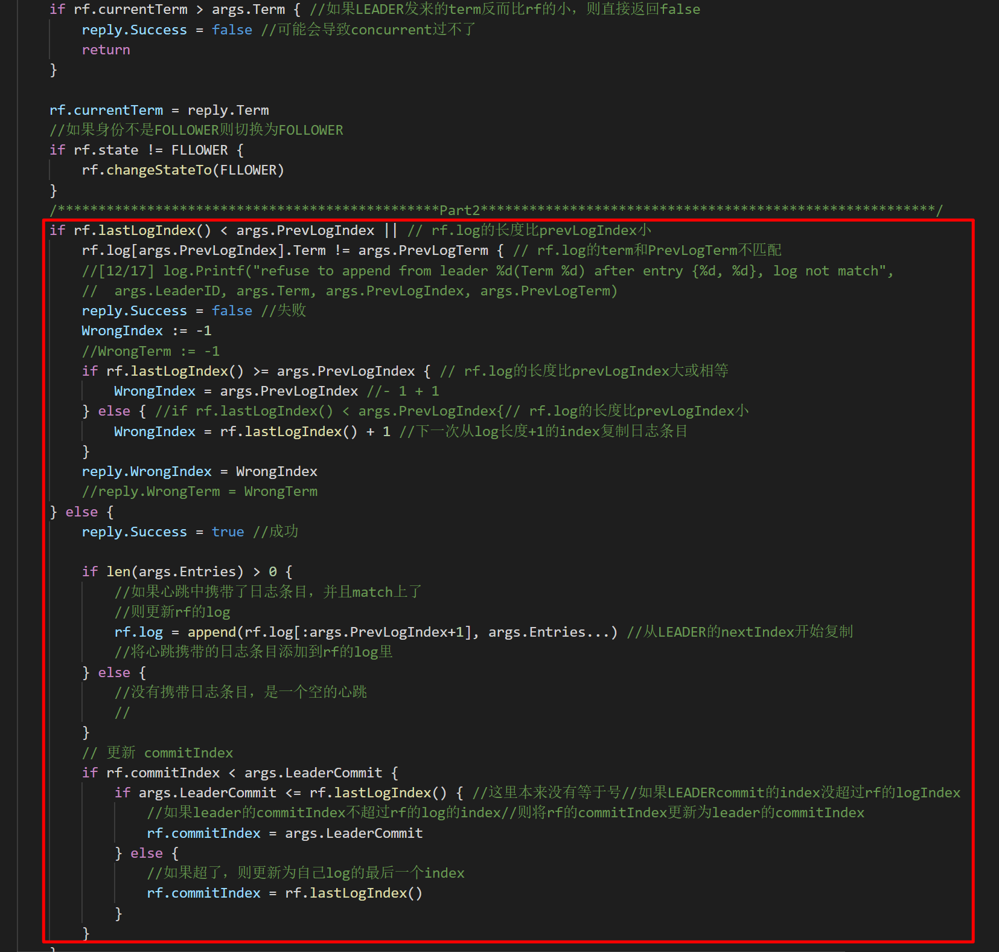 if rf.currentTerm > args.Term { //如果LEADER发来的term反而比rf的小，则直接返回false
    reply.Success = false //可能会导致concurrent过不了
    return
}
rf.currentTerm = reply.Term
//如果身份不是FOLLOWER则切换为FOLLOWER
if rf.state != FLLOWER {
    rf.changeStateTo(FLLOWER)
}
/***********************************************Part2********************************************************/
if rf.lastLogIndex() < args.PrevLogIndex || // rf.log的长度比prevLogIndex小
    rf.log[args.PrevLogIndex].Term != args.PrevLogTerm { // rf.log的term和PrevLogTerm不匹配
    //[12/17] log.Printf("refuse to append from leader %d(Term %d) after entry {%d, %d}, log not match",
    //  args.LeaderID, args.Term, args.PrevLogIndex, args.PrevLogTerm)
    reply.Success = false //失败
    WrongIndex := -1
    //WrongTerm := -1
    if rf.lastLogIndex() >= args.PrevLogIndex { // rf.log的长度比prevLogIndex大或相等
        WrongIndex = args.PrevLogIndex //- 1 + 1
    } else { //if rf.lastLogIndex() < args.PrevLogIndex{// rf.log的长度比prevLogIndex小
        WrongIndex = rf.lastLogIndex() + 1 //下一次从log长度+1的index复制日志条目
    }
    reply.WrongIndex = WrongIndex
    //reply.WrongTerm = WrongTerm
} else {
    reply.Success = true //成功
    if len(args.Entries) > 0 {
        //如果心跳中携带了日志条目，并且match上了
        //则更新rf的log
        rf.log = append(rf.log[:args.PrevLogIndex+1], args.Entries...) //从LEADER的nextIndex开始复制
        //将心跳携带的日志条目添加到rf的log里
    } else {
        //没有携带日志条目，是一个空的心跳
        //
    }
    // 更新 commitIndex
    if rf.commitIndex < args.LeaderCommit {
        if args.LeaderCommit <= rf.lastLogIndex() { //这里本来没有等于号//如果LEADERcommit的index没超过rf的logIndex
            //如果leader的commitIndex不超过rf的log的index//则将rf的commitIndex更新为leader的commitIndex
            rf.commitIndex = args.LeaderCommit
        } else {
            //如果超了，则更新为自己log的最后一个index
            rf.commitIndex = rf.lastLogIndex()
        }
    }
}